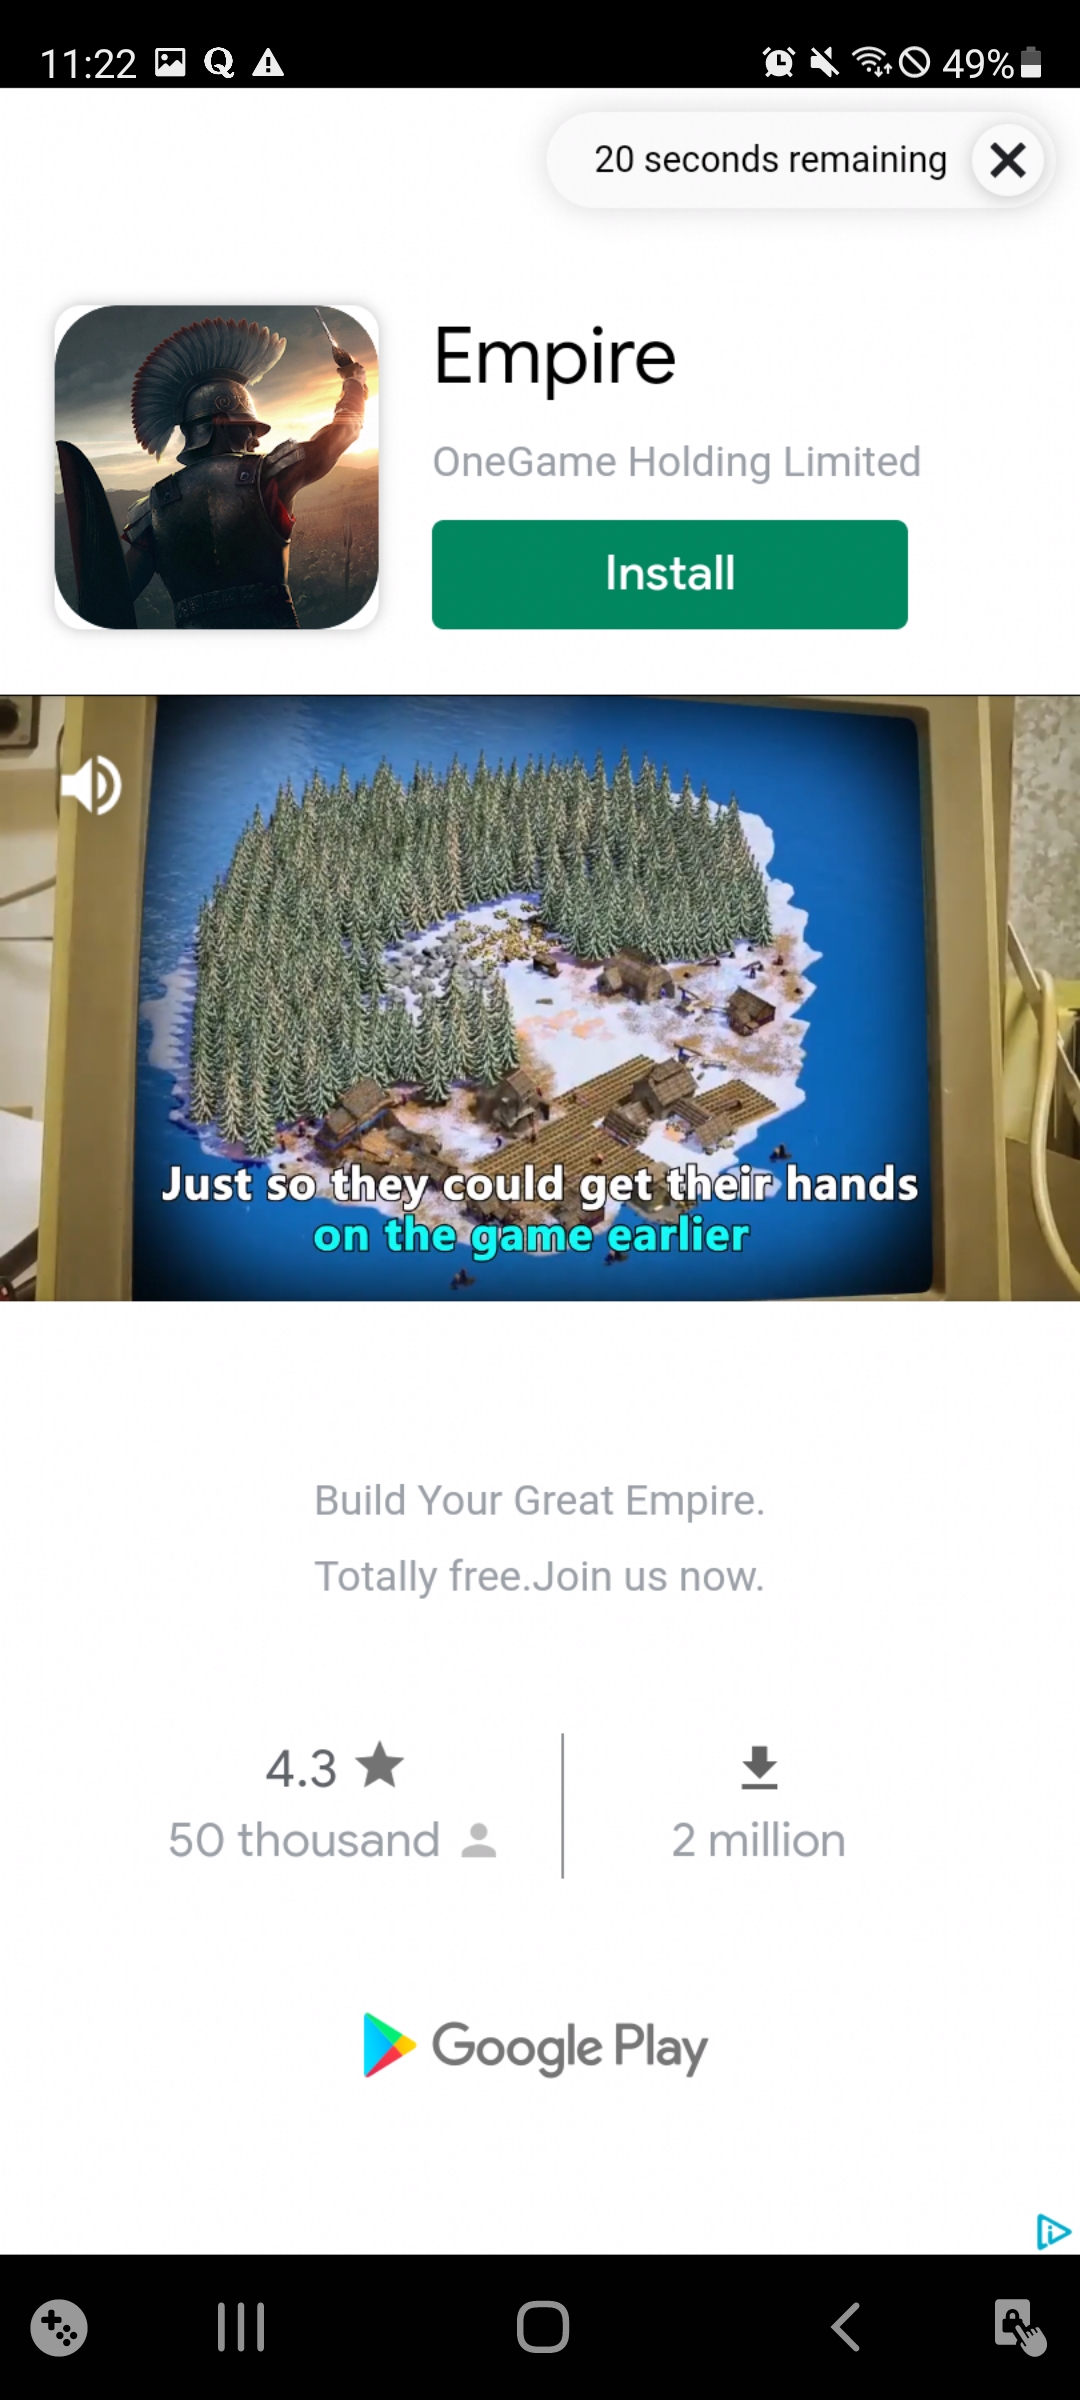 11:22
49%
20 seconds remaining
Empire
OneGame Holding Limited
Install
Just so they could get their hands
on the game earlier
Build Your Great Empire.
Totally free.Join us now.
4.3
50 thousand
2 million
Google Play